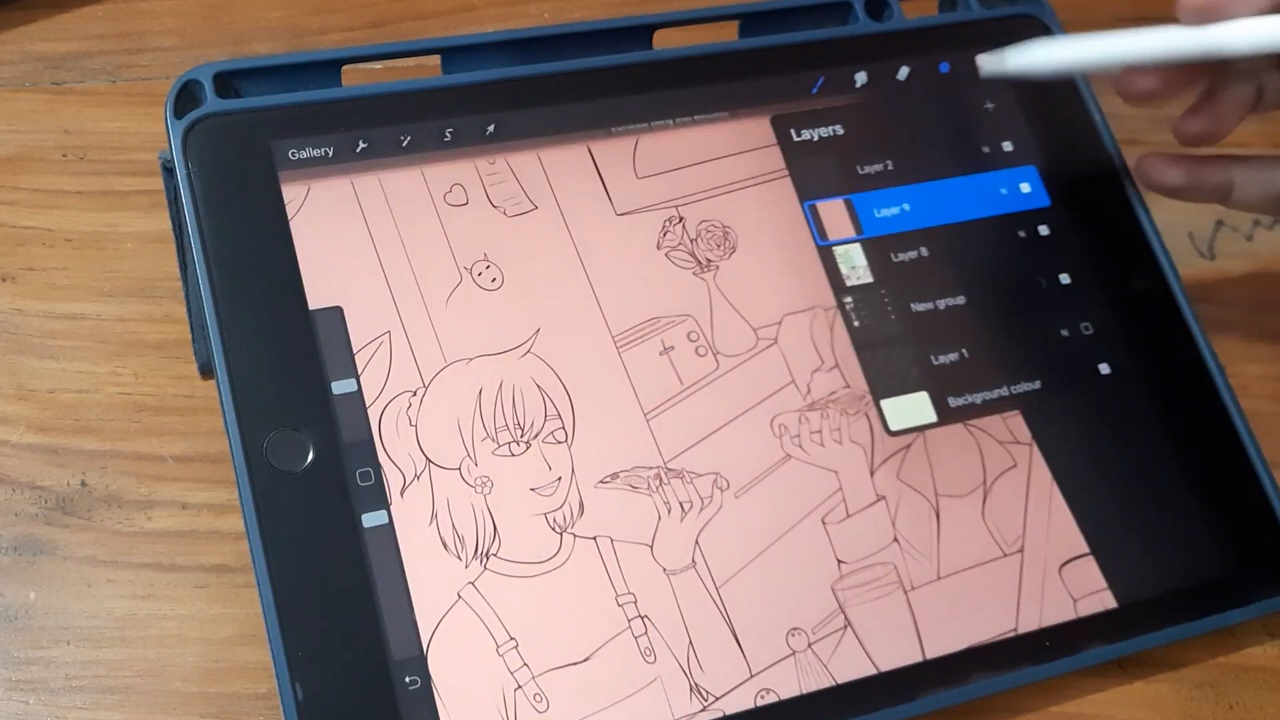 Gallery
Layers
Layer 2
Layer 9
Layer 8
New group
Layer 1
Background colour